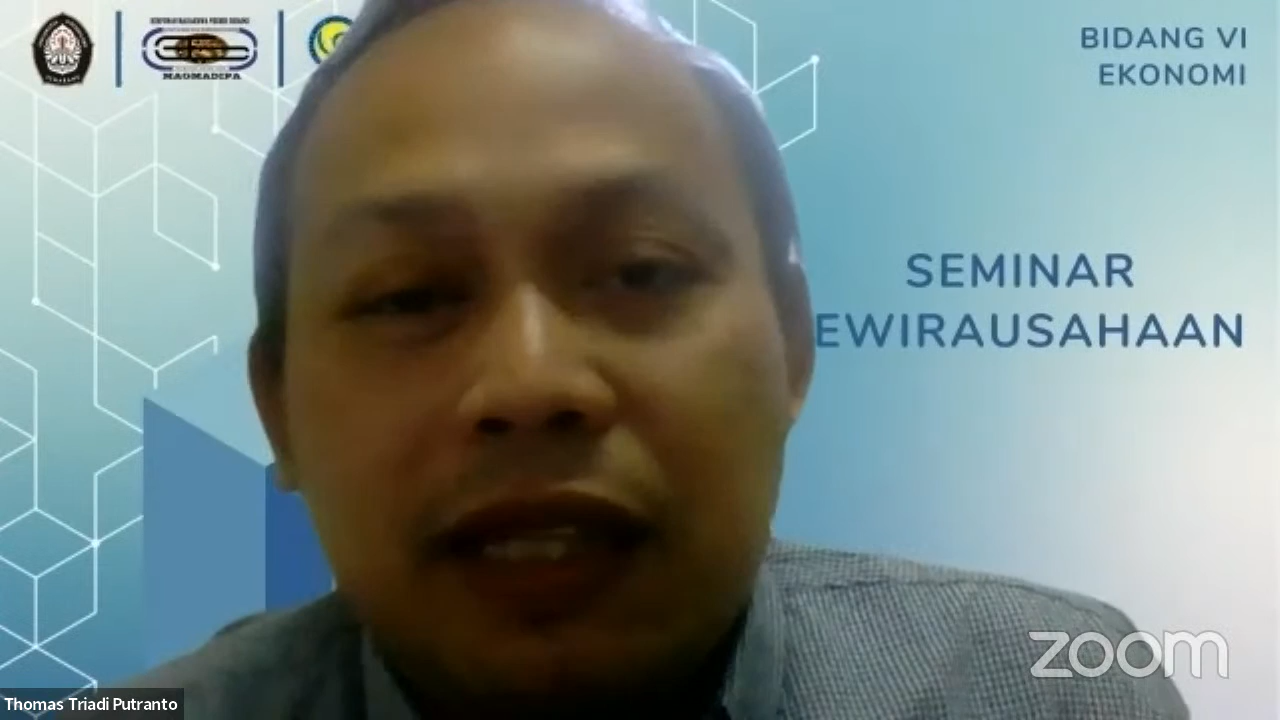 BIDANG VI
EKONOMI
MAGMADIPA
SEMINAR
EWIRAUSAHAAN
zoom
Thomas Triadi Putranto